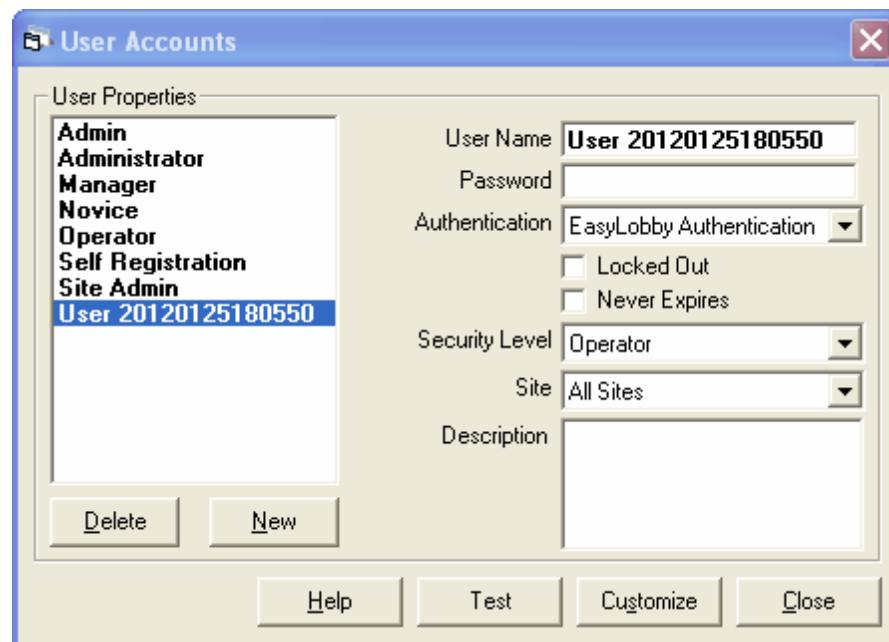 User Accounts
User Properties
Admin
Administrator
Manager
Novice
Operator
Self Registration
Site Admin
User 20120125180550
Delete
New
User Name User 20120125180550
Password
Authentication EasyLobby Authentication
Locked Out
Never Expires
Security Level Operator
Site All Sites
Description
Help
Test
Customize
Close